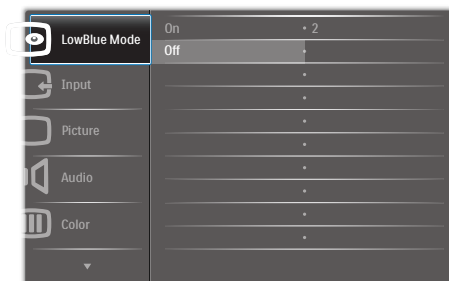 LowBlue Mode
Input
Picture
Audio
Color
On • 2
Off •
•
•
•
•
•
•
•
•